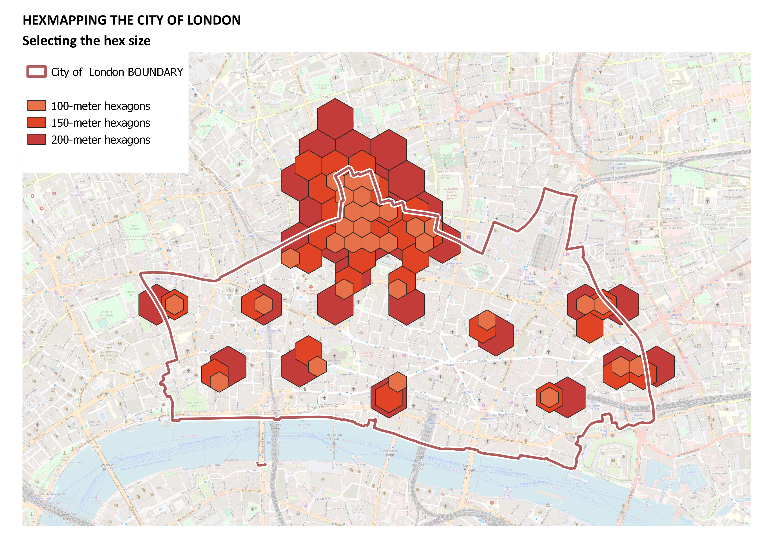 HEXMAPPING THE CITY OF LONDON
Selecting the hex size
City of London BOUNDARY
100-meter hexagons
150-meter hexagons
200-meter hexagons